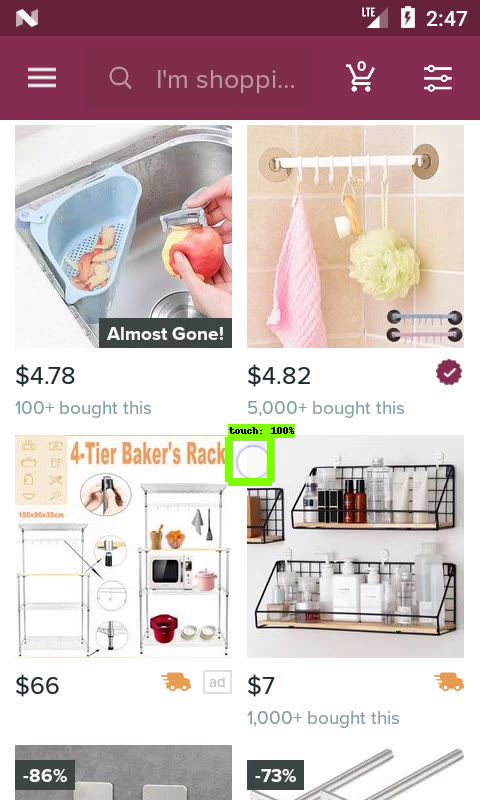 LTE 2:47
I'm shoppi... 0
Almost Gone!
$4.78
100+ bought this
$4.82
5,000+ bought this
touch: 100%
4-Tier Baker's Rack
150x90x35cm
$66 ad
$7
1,000+ bought this
-86%
-73%